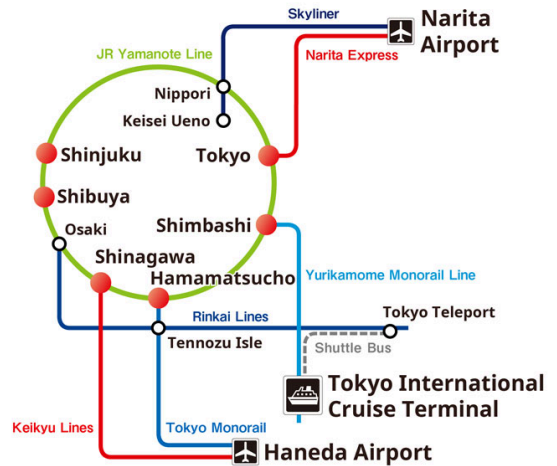 Skyliner
Narita
Airport
JR Yamanote Line
Narita Express
Nippori
Keisei Ueno
Shinjuku
Tokyo
Shibuya
Shimbashi
Osaki
Shinagawa
Hamamatsucho
Yurikamome Monorail Line
Rinkai Lines
Tokyo Teleport
Tennozu Isle
Shuttle Bus
Tokyo International
Cruise Terminal
Keikyu Lines
Tokyo Monorail
Haneda Airport